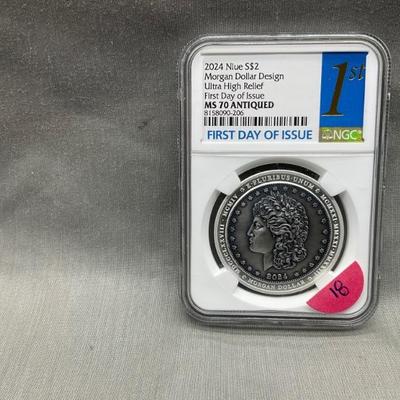 2024 Niue S$2
Morgan Dollar Design
Ultra High Relief
First Day of Issue
MS 70 ANTIQUED
8158090-206
1st
FIRST DAY OF ISSUE
NGC
E·PLURIBUS·UNUM
2024
MORGAN DOLLAR
18